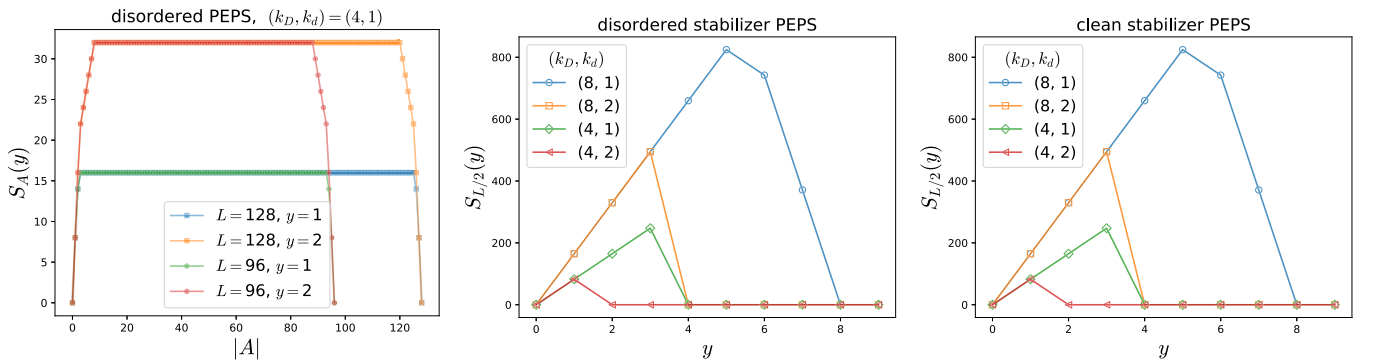 disordered PEPS, (k_D, k_d) = (4, 1)
S_A(y)
30
25
20
15
10
5
0
0 20 40 60 80 100 120
|A|
L = 128, y = 1
L = 128, y = 2
L = 96, y = 1
L = 96, y = 2
disordered stabilizer PEPS
S_{L/2}(y)
800
600
400
200
0
0 2 4 6 8
y
(k_D, k_d)
(8, 1)
(8, 2)
(4, 1)
(4, 2)
clean stabilizer PEPS
S_{L/2}(y)
800
600
400
200
0
0 2 4 6 8
y
(k_D, k_d)
(8, 1)
(8, 2)
(4, 1)
(4, 2)